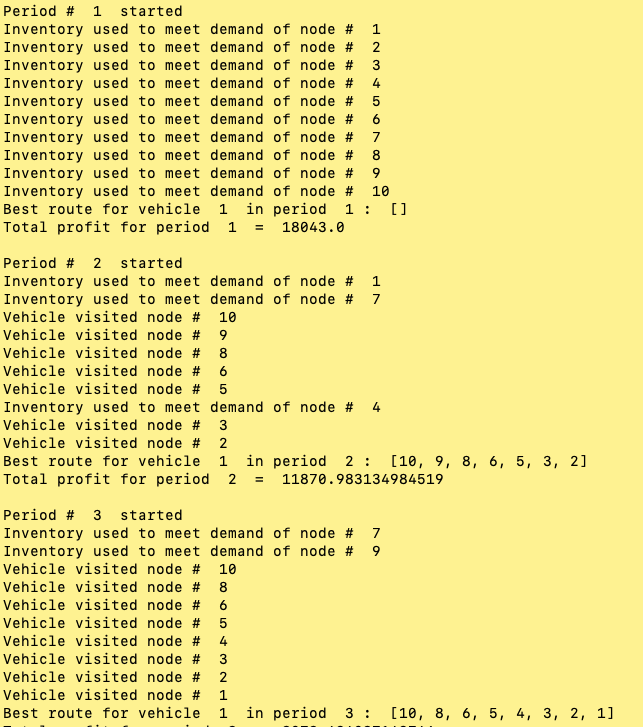 Period #  1  started
Inventory used to meet demand of node #  1
Inventory used to meet demand of node #  2
Inventory used to meet demand of node #  3
Inventory used to meet demand of node #  4
Inventory used to meet demand of node #  5
Inventory used to meet demand of node #  6
Inventory used to meet demand of node #  7
Inventory used to meet demand of node #  8
Inventory used to meet demand of node #  9
Inventory used to meet demand of node #  10
Best route for vehicle  1  in period  1 :  []
Total profit for period  1  =  18043.0

Period #  2  started
Inventory used to meet demand of node #  1
Inventory used to meet demand of node #  7
Vehicle visited node #  10
Vehicle visited node #  9
Vehicle visited node #  8
Vehicle visited node #  6
Vehicle visited node #  5
Inventory used to meet demand of node #  4
Vehicle visited node #  3
Vehicle visited node #  2
Best route for vehicle  1  in period  2 :  [10, 9, 8, 6, 5, 3, 2]
Total profit for period  2  =  11870.983134984519

Period #  3  started
Inventory used to meet demand of node #  7
Inventory used to meet demand of node #  9
Vehicle visited node #  10
Vehicle visited node #  8
Vehicle visited node #  6
Vehicle visited node #  5
Vehicle visited node #  4
Vehicle visited node #  3
Vehicle visited node #  2
Vehicle visited node #  1
Best route for vehicle  1  in period  3 :  [10, 8, 6, 5, 4, 3, 2, 1]